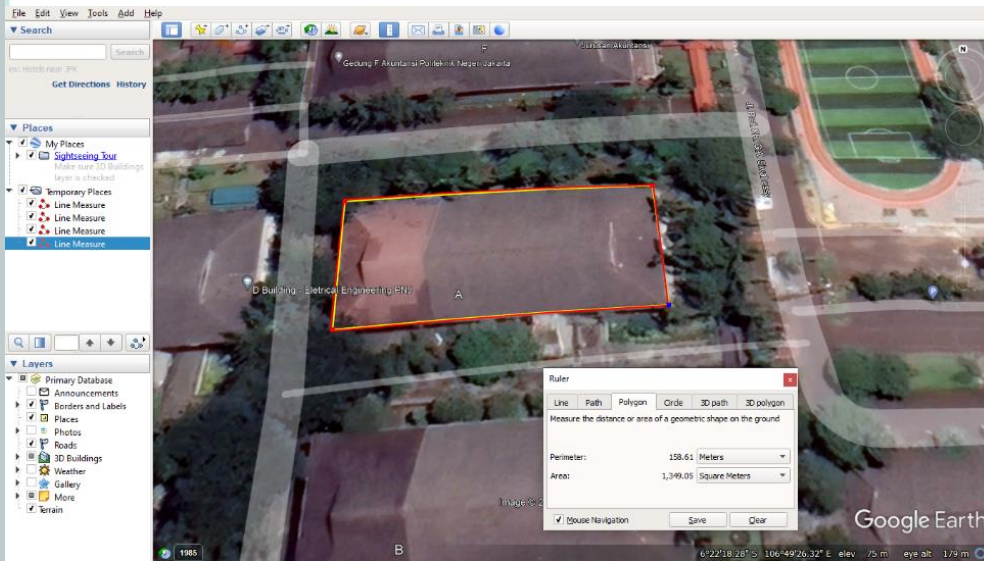 File Edit View Tools Add Help
Search
Search
ex: Hotels near JFK
Get Directions History
Places
My Places
Sightseeing Tour
Make sure 3D Buildings
layer is checked
Temporary Places
Line Measure
Line Measure
Line Measure
Line Measure
Layers
Primary Database
Announcements
Borders and Labels
Places
Photos
Roads
3D Buildings
Weather
Gallery
More
Terrain
F
Jurusan Akuntansi
Gedung F Akuntansi Politeknik Negeri Jakarta
N
D Building - Eletrical Engineering PNJ
A
P
Ruler
Line Path Polygon Circle 3D path 3D polygon
Measure the distance or area of a geometric shape on the ground
Perimeter: 158.61 Meters
Area: 1,349.05 Square Meters
Mouse Navigation Save Clear
Image © 2
Google Earth
B
1985
6°22'18.28" S 106°49'26.32" E elev 75 m eye alt 179 m